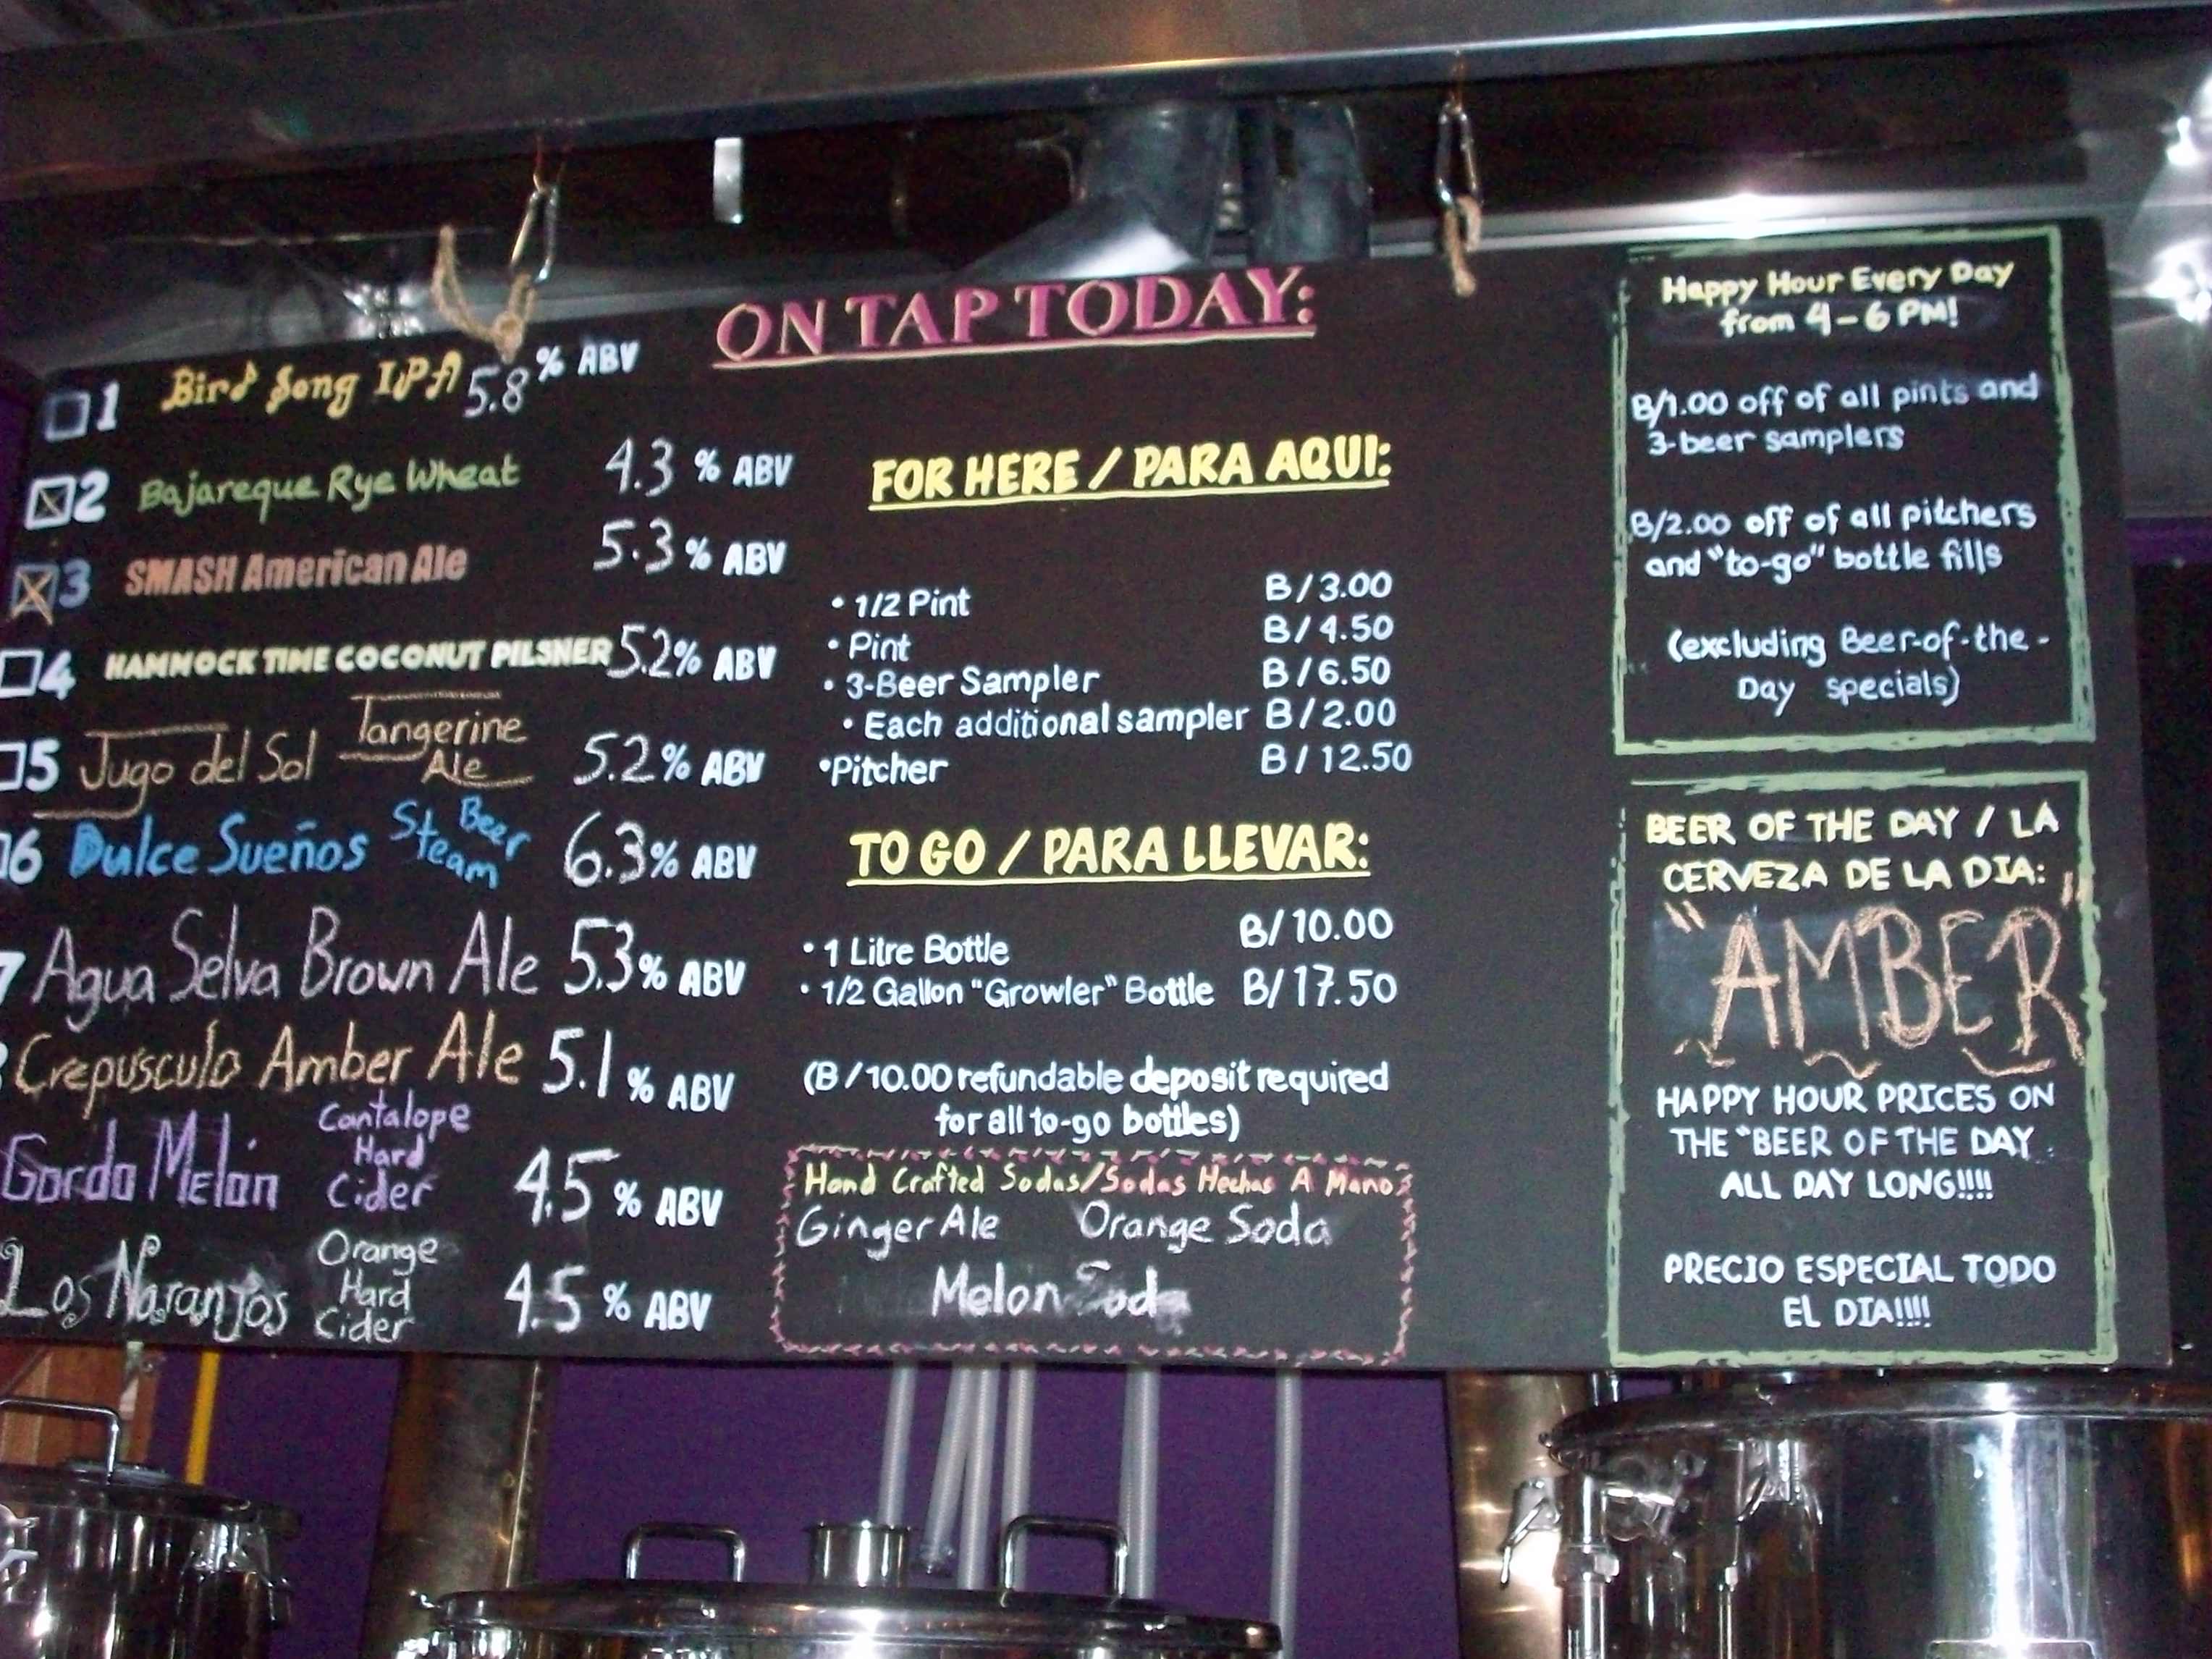 ON TAP TODAY:
1 Bird Song IPA 5.8 % ABV
2 Bajareque Rye Wheat 4.3 % ABV
3 SMASH American Ale 5.3 % ABV
4 HAMMOCK TIME COCONUT PILSNER 5.2% ABV
5 Jugo del Sol Tangerine Ale 5.2% ABV
6 Dulce Sueños Steam Beer 6.3% ABV
7 Agua Selva Brown Ale 5.3% ABV
Crepúsculo Amber Ale 5.1 % ABV
Gordo Melón Cantalope Hard Cider 4.5 % ABV
Los Naranjos Orange Hard Cider 4.5 % ABV
FOR HERE / PARA AQUI:
• 1/2 Pint B/3.00
• Pint B/4.50
• 3-Beer Sampler B/6.50
• Each additional sampler B/2.00
• Pitcher B/12.50
TO GO / PARA LLEVAR:
• 1 Litre Bottle B/10.00
• 1/2 Gallon "Growler" Bottle B/17.50
(B/10.00 refundable deposit required
for all to-go bottles)
Hand Crafted Sodas/Sodas Hechas A Mano
Ginger Ale Orange Soda
Melon Soda
Happy Hour Every Day
from 4-6 PM!
B/1.00 off of all pints and
3-beer samplers
B/2.00 off of all pitchers
and "to-go" bottle fills
(excluding Beer-of-the-
Day specials)
BEER OF THE DAY / LA
CERVEZA DE LA DIA:
"AMBER"
HAPPY HOUR PRICES ON
THE "BEER OF THE DAY
ALL DAY LONG!!!!
PRECIO ESPECIAL TODO
EL DIA!!!!